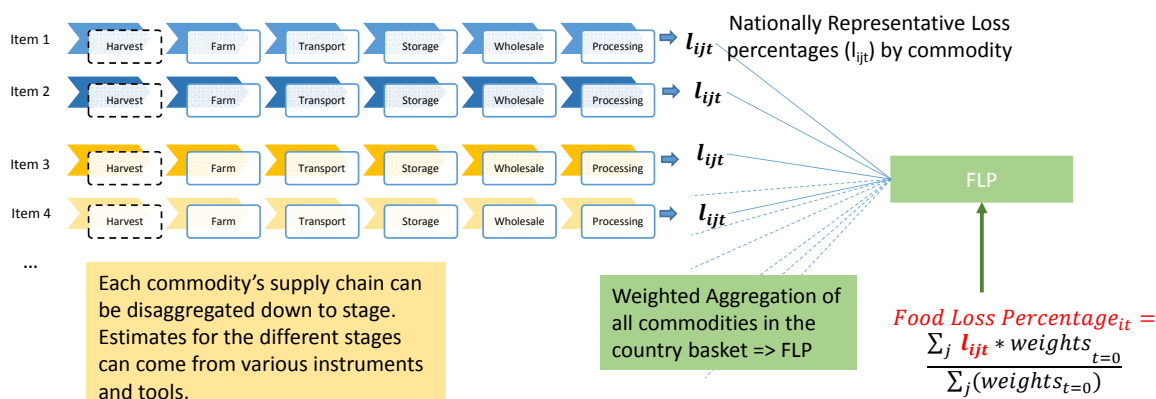 Nationally Representative Loss
percentages (l_ijt) by commodity
Item 1 Harvest Farm Transport Storage Wholesale Processing l_ijt
Item 2 Harvest Farm Transport Storage Wholesale Processing l_ijt
Item 3 Harvest Farm Transport Storage Wholesale Processing l_ijt
Item 4 Harvest Farm Transport Storage Wholesale Processing l_ijt
...
FLP
Each commodity’s supply chain can
be disaggregated down to stage.
Estimates for the different stages
can come from various instruments
and tools.
Weighted Aggregation of
all commodities in the
country basket => FLP
Food Loss Percentage_it =
∑_j l_ijt * weights_t=0
∑_j(weights_t=0)